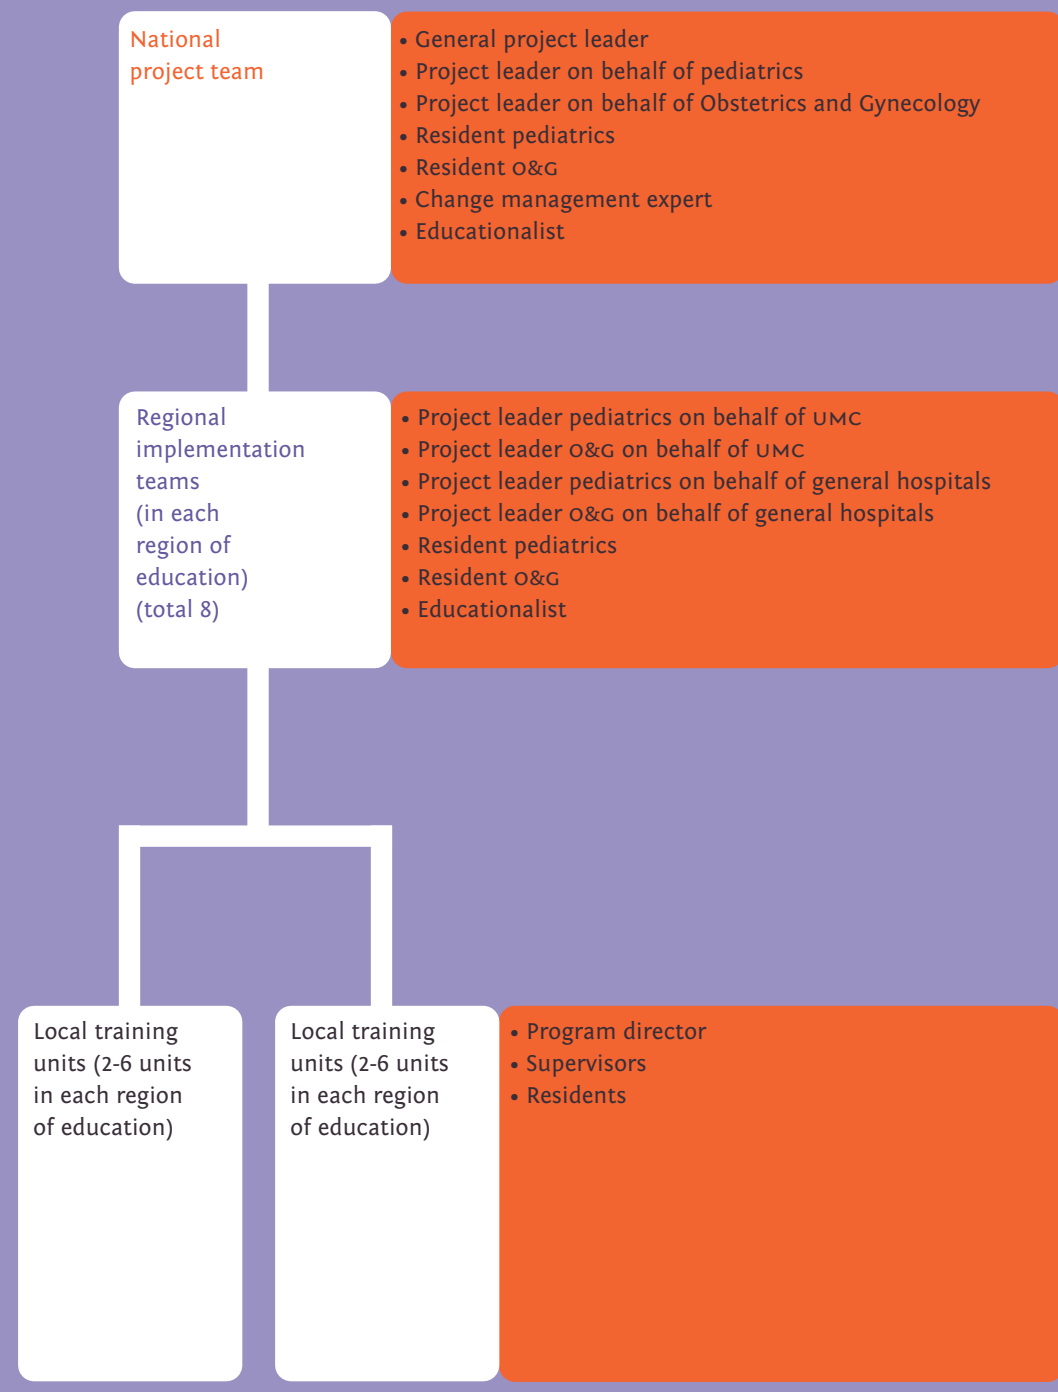 National
project team
• General project leader
• Project leader on behalf of pediatrics
• Project leader on behalf of Obstetrics and Gynecology
• Resident pediatrics
• Resident O&G
• Change management expert
• Educationalist
Regional
implementation
teams
(in each
region of
education)
(total 8)
• Project leader pediatrics on behalf of UMC
• Project leader O&G on behalf of UMC
• Project leader pediatrics on behalf of general hospitals
• Project leader O&G on behalf of general hospitals
• Resident pediatrics
• Resident O&G
• Educationalist
Local training
units (2-6 units
in each region
of education)
Local training
units (2-6 units
in each region
of education)
• Program director
• Supervisors
• Residents